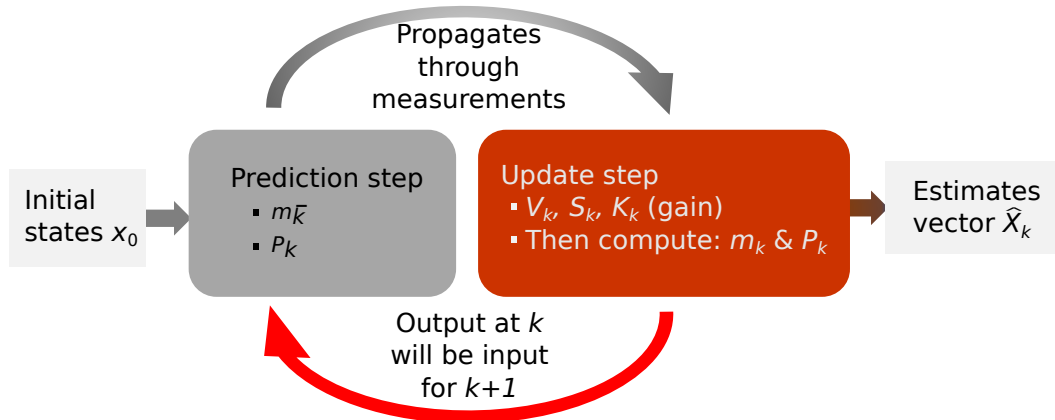 Propagates
through
measurements
Initial
states x₀
Prediction step
▪ m k̄
▪ P k
Update step
▪ Vₖ, Sₖ, Kₖ (gain)
▪ Then compute: mₖ & Pₖ
Estimates
vector X̂ₖ
Output at k
will be input
for k+1